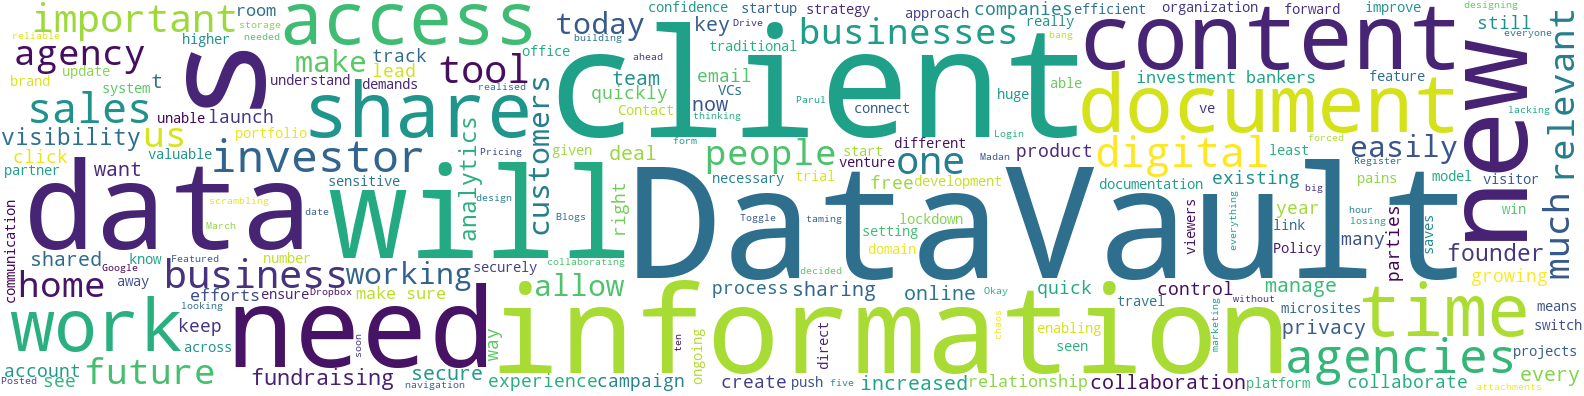 important
room
storage
needed
access
today
confidence
startup
strategy
key
Drive
companies
efficient
approach
really
organization
forward
improve
designing
still
everyone
reliable
agency
higher
s
make
track
lead
office
building
tool
client
ahead
traditional
businesses
content
bang
new
relevant
much
brand
update
system
t
understand
demands
realised
team
quickly
email
VCs
able
huge
investment bankers
feature
document
sales
unable
launch
share
customers
Contact
thinking
now
Parul
connect
ve
lacking
visibility
us
portfolio
analytics
Pricing
form
different
Login
least
forced
easily
click
valuable
investor
given
deal
people
start
venture
one
Madan
product
digital
Register
pains
model
visitor
partner
want
sensitive
right
necessary
trial
free
development
documentation
existing
big
data
scrambling
will
design
DataVault
viewers
everything
year
hour
losing
win
March
date
Blogs
Toggle
taming
lockdown
setting
link
Policy
many
parties
saves
communication
shared
know
Featured
number
domain
founder
home
Google
away
business
working
securely
collaborating
decided
growing
efforts
ensure
Dropbox
make sure
allow
process
sharing
online
Okay
quick
control
travel
without
manage
microsites
means
work
looking
keep
across
need
soon
way
information
ongoing
ten
direct
chaos
enabling
seen
marketing
privacy
time
switch
account
agencies
projects
Posted
see
future
fundraising
secure
navigation
experience
campaign
create
push
five
increased
relationship
collaboration
platform
collaborate
every
attachments